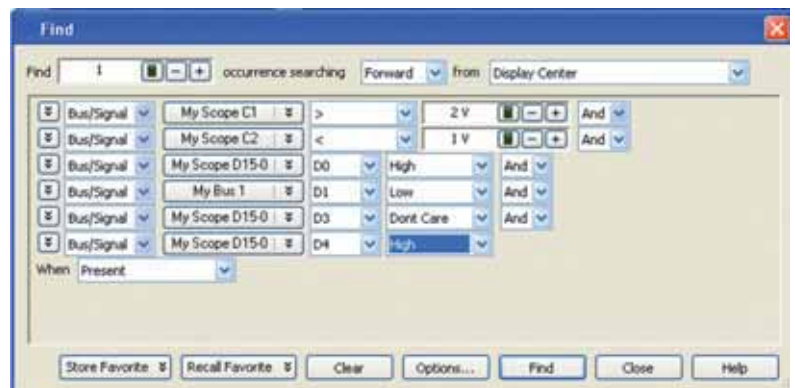 Find
Find 1 - + occurrence searching Forward from Display Center
Bus/Signal My Scope C1 > 2 V - + And
Bus/Signal My Scope C2 < 1 V - + And
Bus/Signal My Scope D15-0 D0 High And
Bus/Signal My Bus 1 D1 Low And
Bus/Signal My Scope D15-0 D3 Dont Care And
Bus/Signal My Scope D15-0 D4 High
When Present
Store Favorite Recall Favorite Clear Options... Find Close Help